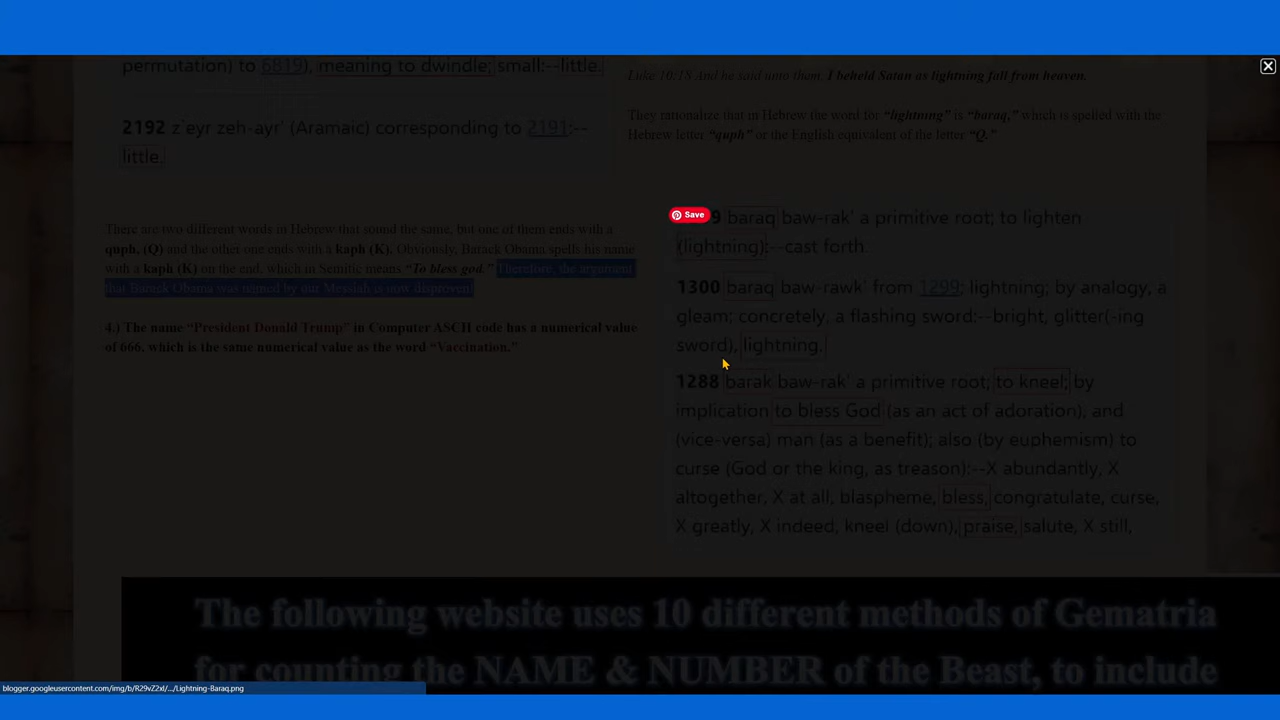 permutation) to 6819), meaning to dwindle; small:--little.
2192 z`eyr zeh-ayr' (Aramaic) corresponding to 2191:--
little.
There are two different words in Hebrew that sound the same, but one of them ends with a
quph, (Q) and the other one ends with a kaph (K). Obviously, Barack Obama spells his name
with a kaph (K) on the end, which in Semitic means “To bless god.” Therefore, the argument
that Barack Obama was named by our Messiah is now disproven!
4.) The name “President Donald Trump” in Computer ASCH code has a numerical value
of 666, which is the same numerical value as the word “Vaccination.”
Luke 10:18 And he said unto them, I beheld Satan as lightning fall from heaven.
They rationalize that in Hebrew the word for “lightning” is “baraq,” which is spelled with the
Hebrew letter “quph” or the English equivalent of the letter “Q.”
Save
9 baraq baw-rak' a primitive root; to lighten
(lightning):--cast forth.
1300 baraq baw-rawk' from 1299; lightning; by analogy, a
gleam; concretely, a flashing sword:--bright, glitter(-ing
sword), lightning.
1288 barak baw-rak' a primitive root; to kneel; by
implication to bless God (as an act of adoration); and
(vice-versa) man (as a benefit); also (by euphemism) to
curse (God or the king, as treason):--X abundantly, X
altogether, X at all, blaspheme, bless, congratulate, curse,
X greatly, X indeed, kneel (down), praise, salute, X still,
The following website uses 10 different methods of Gematria
for counting the NAME & NUMBER of the Beast, to include
blogger.googleusercontent.com/img/b/R29vZ2xl/.../Lightning-Baraq.png